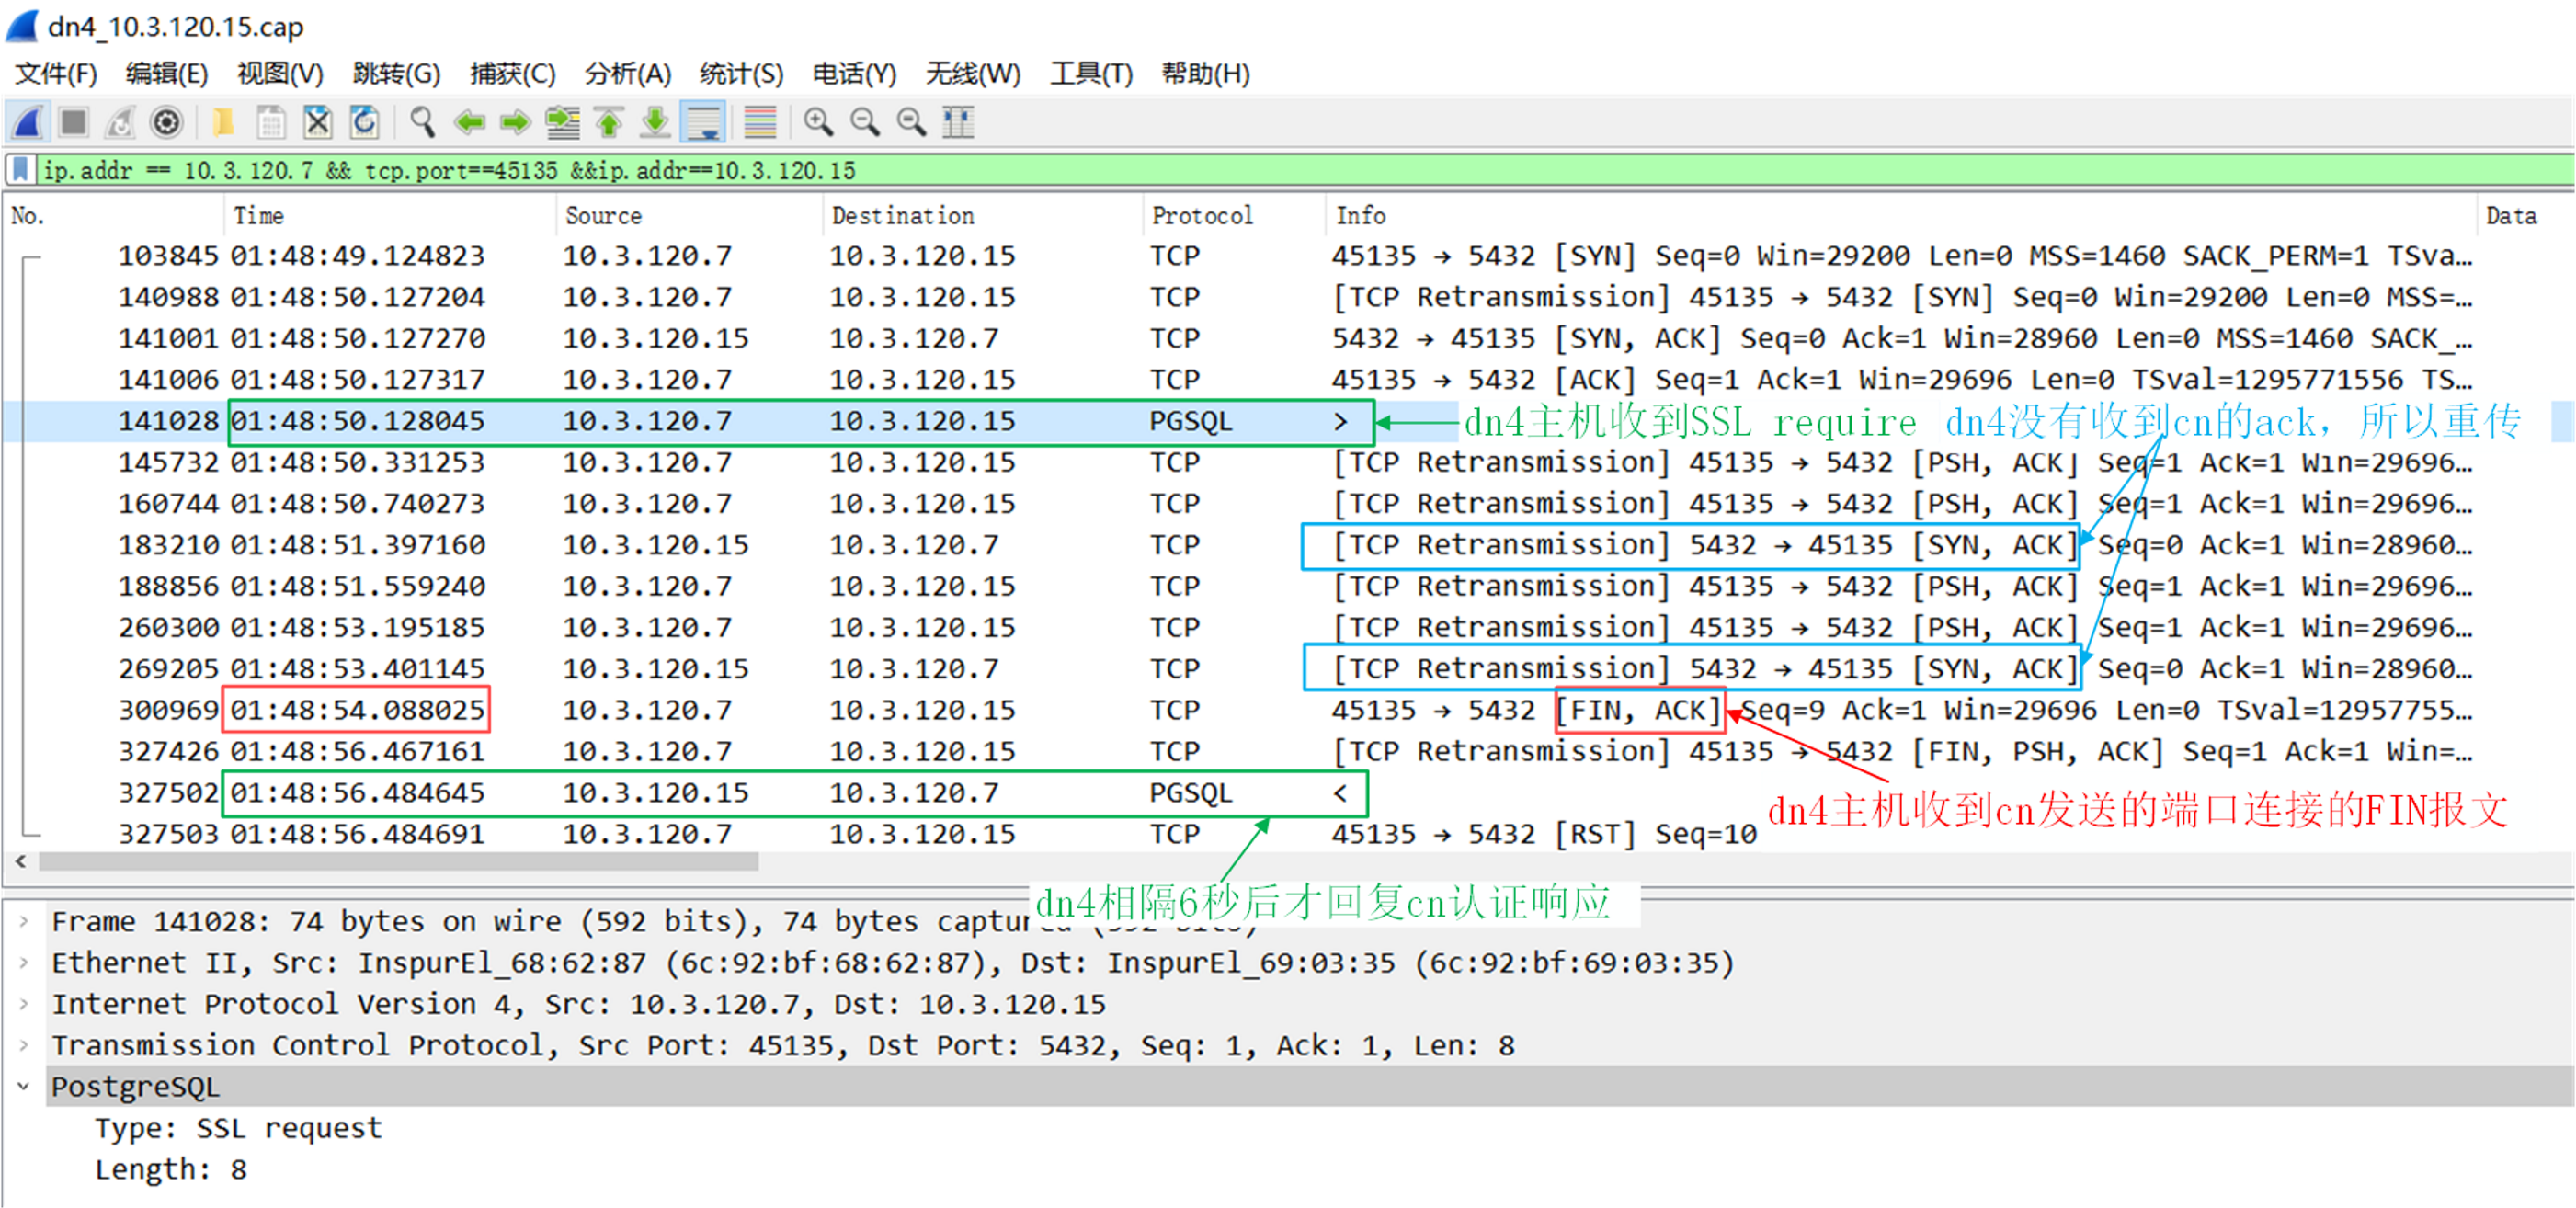 dn4_10.3.120.15.cap
文件(F) 编辑(E) 视图(V) 跳转(G) 捕获(C) 分析(A) 统计(S) 电话(Y) 无线(W) 工具(T) 帮助(H)
ip.addr == 10.3.120.7 && tcp.port==45135 &&ip.addr==10.3.120.15
No. Time Source Destination Protocol Info Data
103845 01:48:49.124823 10.3.120.7 10.3.120.15 TCP 45135 → 5432 [SYN] Seq=0 Win=29200 Len=0 MSS=1460 SACK_PERM=1 TSva…
140988 01:48:50.127204 10.3.120.7 10.3.120.15 TCP [TCP Retransmission] 45135 → 5432 [SYN] Seq=0 Win=29200 Len=0 MSS=…
141001 01:48:50.127270 10.3.120.15 10.3.120.7 TCP 5432 → 45135 [SYN, ACK] Seq=0 Ack=1 Win=28960 Len=0 MSS=1460 SACK_…
141006 01:48:50.127317 10.3.120.7 10.3.120.15 TCP 45135 → 5432 [ACK] Seq=1 Ack=1 Win=29696 Len=0 TSval=1295771556 TS…
141028 01:48:50.128045 10.3.120.7 10.3.120.15 PGSQL > dn4主机收到SSL require dn4没有收到cn的ack，所以重传
145732 01:48:50.331253 10.3.120.7 10.3.120.15 TCP [TCP Retransmission] 45135 → 5432 [PSH, ACK] Seq=1 Ack=1 Win=29696…
160744 01:48:50.740273 10.3.120.7 10.3.120.15 TCP [TCP Retransmission] 45135 → 5432 [PSH, ACK] Seq=1 Ack=1 Win=29696…
183210 01:48:51.397160 10.3.120.15 10.3.120.7 TCP [TCP Retransmission] 5432 → 45135 [SYN, ACK] Seq=0 Ack=1 Win=28960…
188856 01:48:51.559240 10.3.120.7 10.3.120.15 TCP [TCP Retransmission] 45135 → 5432 [PSH, ACK] Seq=1 Ack=1 Win=29696…
260300 01:48:53.195185 10.3.120.7 10.3.120.15 TCP [TCP Retransmission] 45135 → 5432 [PSH, ACK] Seq=1 Ack=1 Win=29696…
269205 01:48:53.401145 10.3.120.15 10.3.120.7 TCP [TCP Retransmission] 5432 → 45135 [SYN, ACK] Seq=0 Ack=1 Win=28960…
300969 01:48:54.088025 10.3.120.7 10.3.120.15 TCP 45135 → 5432 [FIN, ACK] Seq=9 Ack=1 Win=29696 Len=0 TSval=12957755…
327426 01:48:56.467161 10.3.120.7 10.3.120.15 TCP [TCP Retransmission] 45135 → 5432 [FIN, PSH, ACK] Seq=1 Ack=1 Win=…
327502 01:48:56.484645 10.3.120.15 10.3.120.7 PGSQL <
dn4主机收到cn发送的端口连接的FIN报文
327503 01:48:56.484691 10.3.120.7 10.3.120.15 TCP 45135 → 5432 [RST] Seq=10
dn4相隔6秒后才回复cn认证响应
Frame 141028: 74 bytes on wire (592 bits), 74 bytes captured (592 bits)
Ethernet II, Src: InspurEl_68:62:87 (6c:92:bf:68:62:87), Dst: InspurEl_69:03:35 (6c:92:bf:69:03:35)
Internet Protocol Version 4, Src: 10.3.120.7, Dst: 10.3.120.15
Transmission Control Protocol, Src Port: 45135, Dst Port: 5432, Seq: 1, Ack: 1, Len: 8
PostgreSQL
Type: SSL request
Length: 8